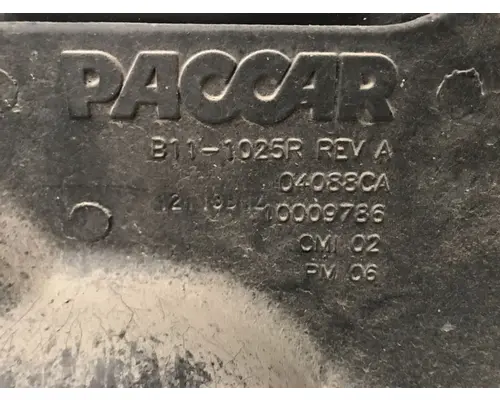 PACCAR
B11-1025R REV A
04088CA
10009786
CMI 02
PM 06